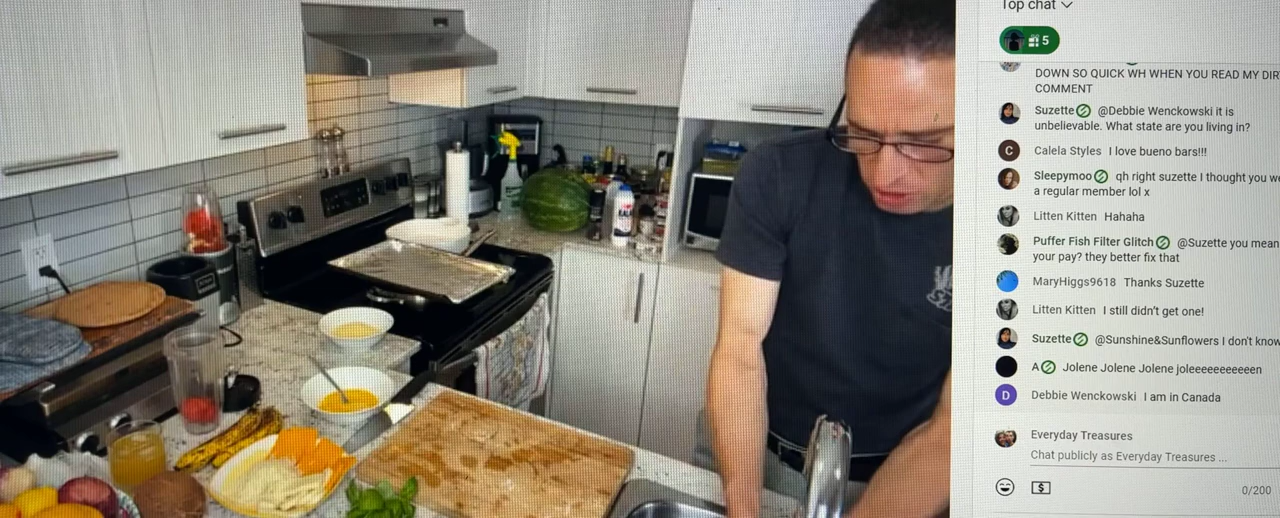 Top chat
5
DOWN SO QUICK WH WHEN YOU READ MY DIR
COMMENT
Suzette @Debbie Wenckowski it is
unbelievable. What state are you living in?
C Calela Styles I love bueno bars!!!
Sleepymoo qh right suzette I thought you we
a regular member lol x
Litten Kitten Hahaha
Puffer Fish Filter Glitch @Suzette you mean
your pay? they better fix that
MaryHiggs9618 Thanks Suzette
Litten Kitten I still didn't get one!
Suzette @Sunshine&Sunflowers I don't know
A Jolene Jolene Jolene joleeeeeeeeeeen
D Debbie Wenckowski I am in Canada
Everyday Treasures
Chat publicly as Everyday Treasures ...
$
0/200